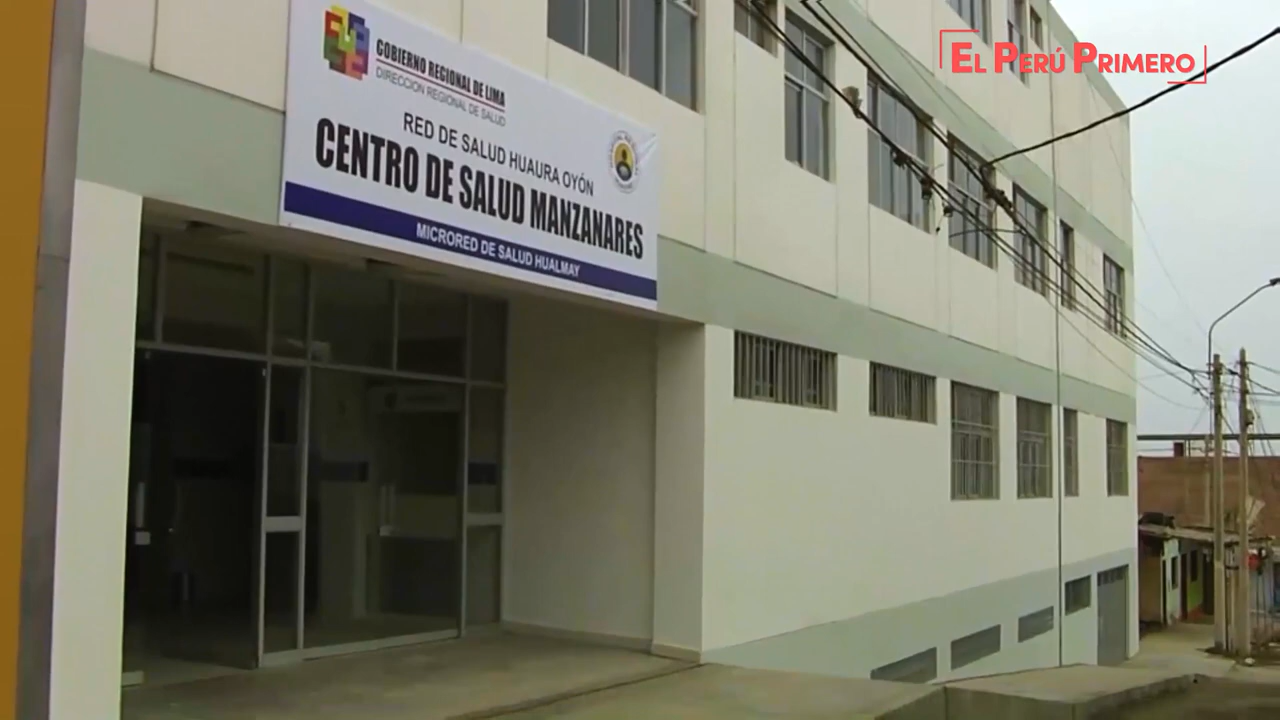 EL PERÚ PRIMERO
GOBIERNO REGIONAL DE LIMA
DIRECCION REGIONAL DE SALUD
RED DE SALUD HUAURA OYÓN
CENTRO DE SALUD MANZANARES
MICRORED DE SALUD HUALMAY